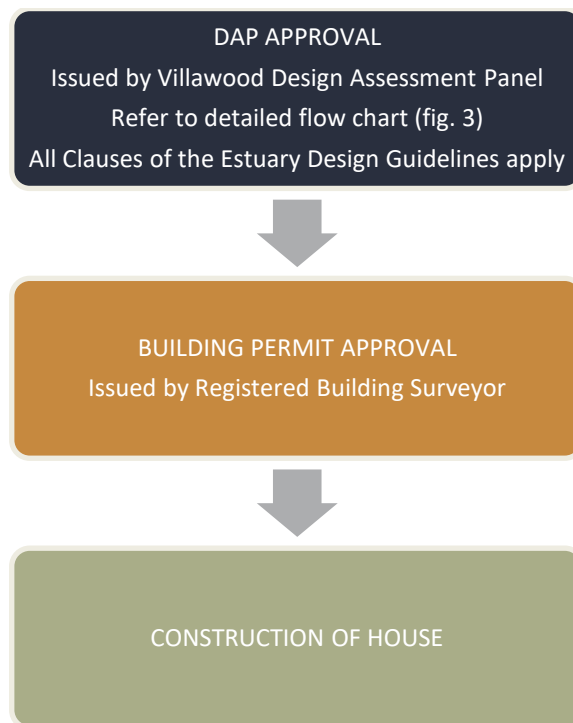 DAP APPROVAL
Issued by Villawood Design Assessment Panel
Refer to detailed flow chart (fig. 3)
All Clauses of the Estuary Design Guidelines apply
BUILDING PERMIT APPROVAL
Issued by Registered Building Surveyor
CONSTRUCTION OF HOUSE